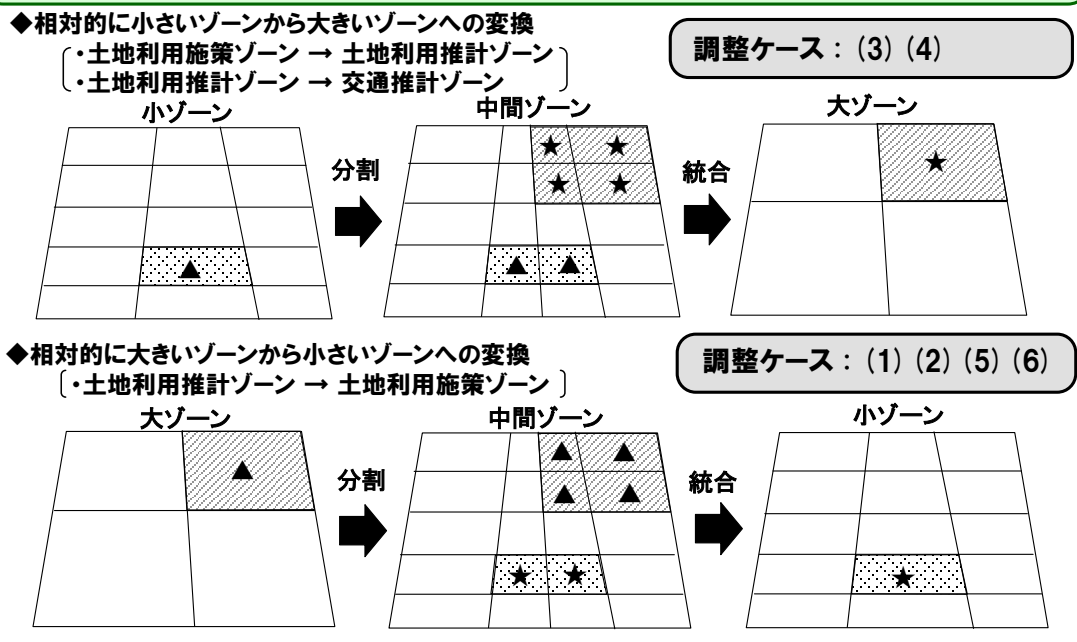 ◆相対的に小さいゾーンから大きいゾーンへの変換
・土地利用施策ゾーン → 土地利用推計ゾーン
・土地利用推計ゾーン → 交通推計ゾーン
調整ケース：(3) (4)
小ゾーン
中間ゾーン
大ゾーン
分割
統合
◆相対的に大きいゾーンから小さいゾーンへの変換
・土地利用推計ゾーン → 土地利用施策ゾーン
調整ケース：(1) (2) (5) (6)
大ゾーン
中間ゾーン
小ゾーン
分割
統合